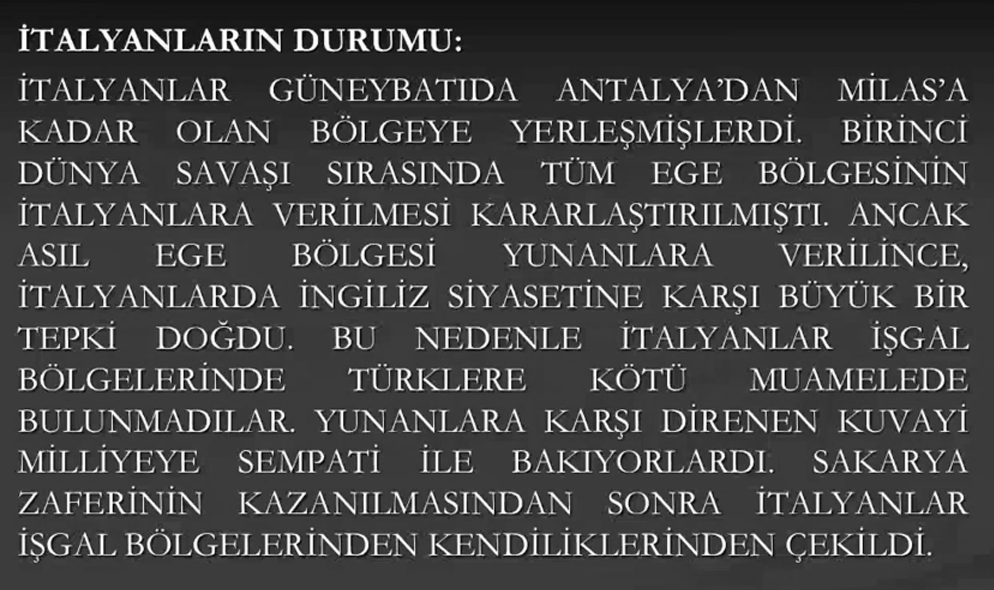 İTALYANLARIN DURUMU:
İTALYANLAR GÜNEYBATIDA ANTALYA’DAN MİLAS’A
KADAR OLAN BÖLGEYE YERLEŞMİŞLERDİ. BİRİNCİ
DÜNYA SAVAŞI SIRASINDA TÜM EGE BÖLGESİNİN
İTALYANLARA VERİLMESİ KARARLAŞTIRILMIŞTI. ANCAK
ASIL EGE BÖLGESİ YUNANLARA VERİLİNCE,
İTALYANLARDA İNGİLİZ SİYASETİNE KARŞI BÜYÜK BİR
TEPKİ DOĞDU. BU NEDENLE İTALYANLAR İŞGAL
BÖLGELERİNDE TÜRKLERE KÖTÜ MUAMELEDE
BULUNMADILAR. YUNANLARA KARŞI DİRENEN KUVAYİ
MİLLİYEYE SEMPATİ İLE BAKIYORLARDI. SAKARYA
ZAFERİNİN KAZANILMASINDAN SONRA İTALYANLAR
İŞGAL BÖLGELERİNDEN KENDİLİKLERİNDEN ÇEKİLDİ.